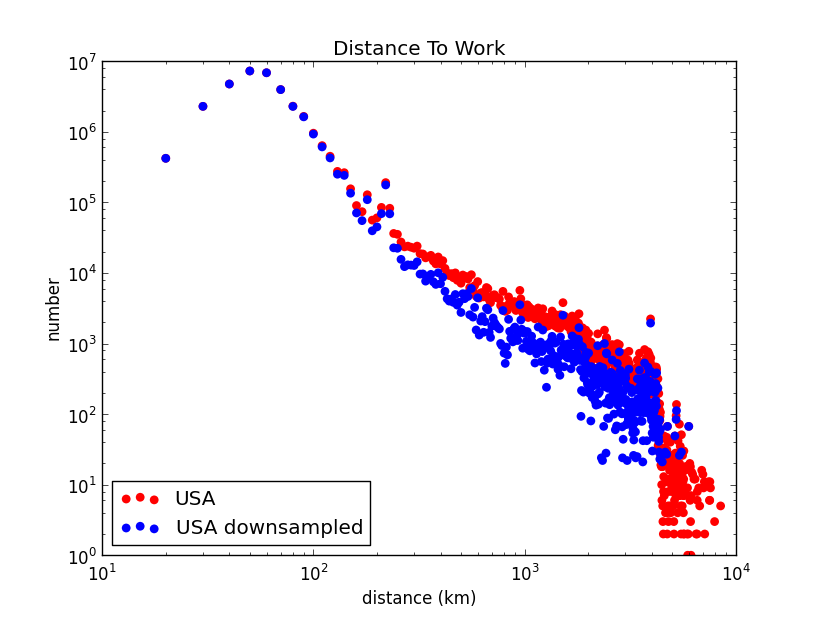 Distance To Work
number
10^7
10^6
10^5
10^4
10^3
10^2
10^1
10^0
USA
USA downsampled
10^1 10^2 10^3 10^4
distance (km)